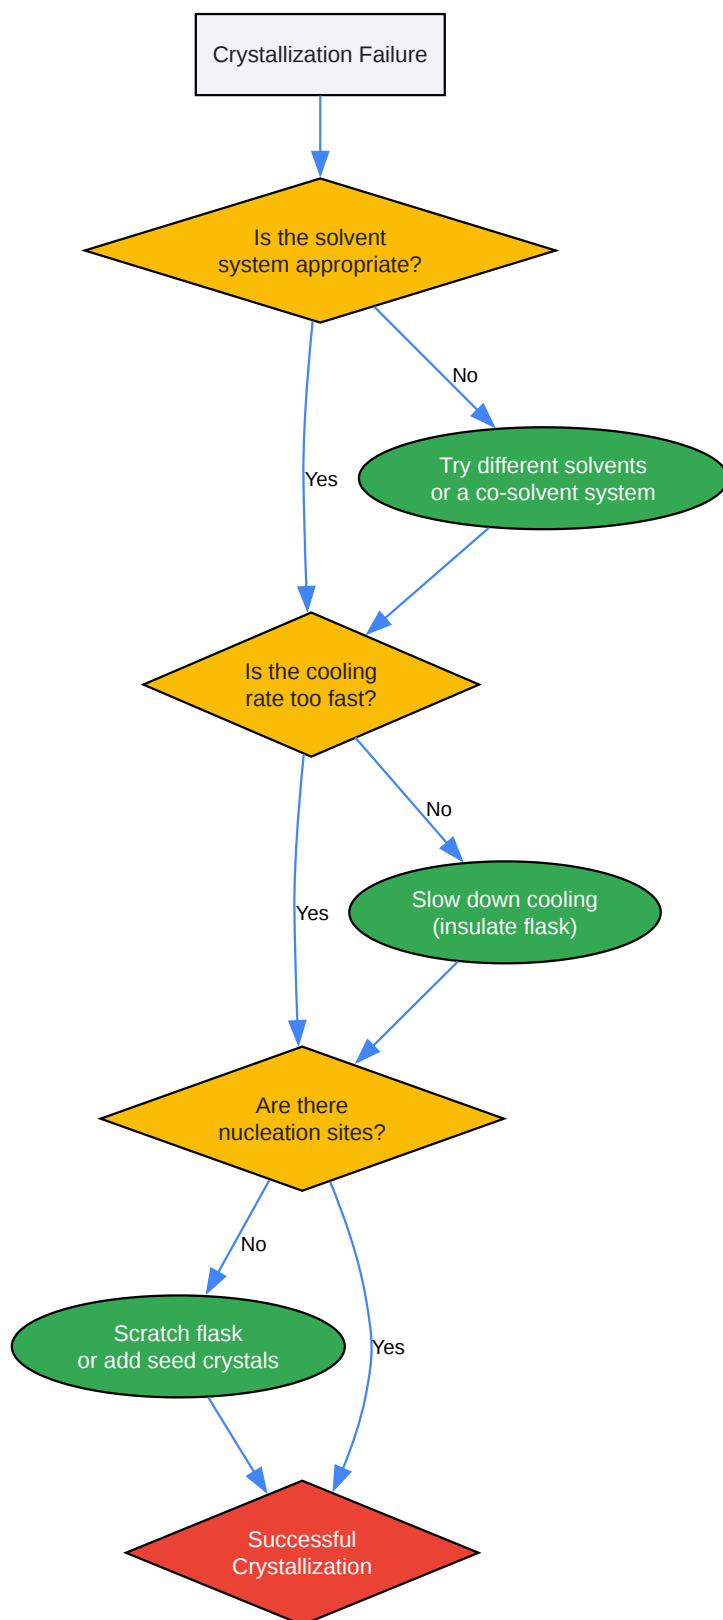 Crystallization Failure
Is the solvent
system appropriate?
No
Try different solvents
or a co-solvent system
Yes
Is the cooling
rate too fast?
No
Slow down cooling
(insulate flask)
Yes
Are there
nucleation sites?
No
Scratch flask
or add seed crystals
Yes
Successful
Crystallization